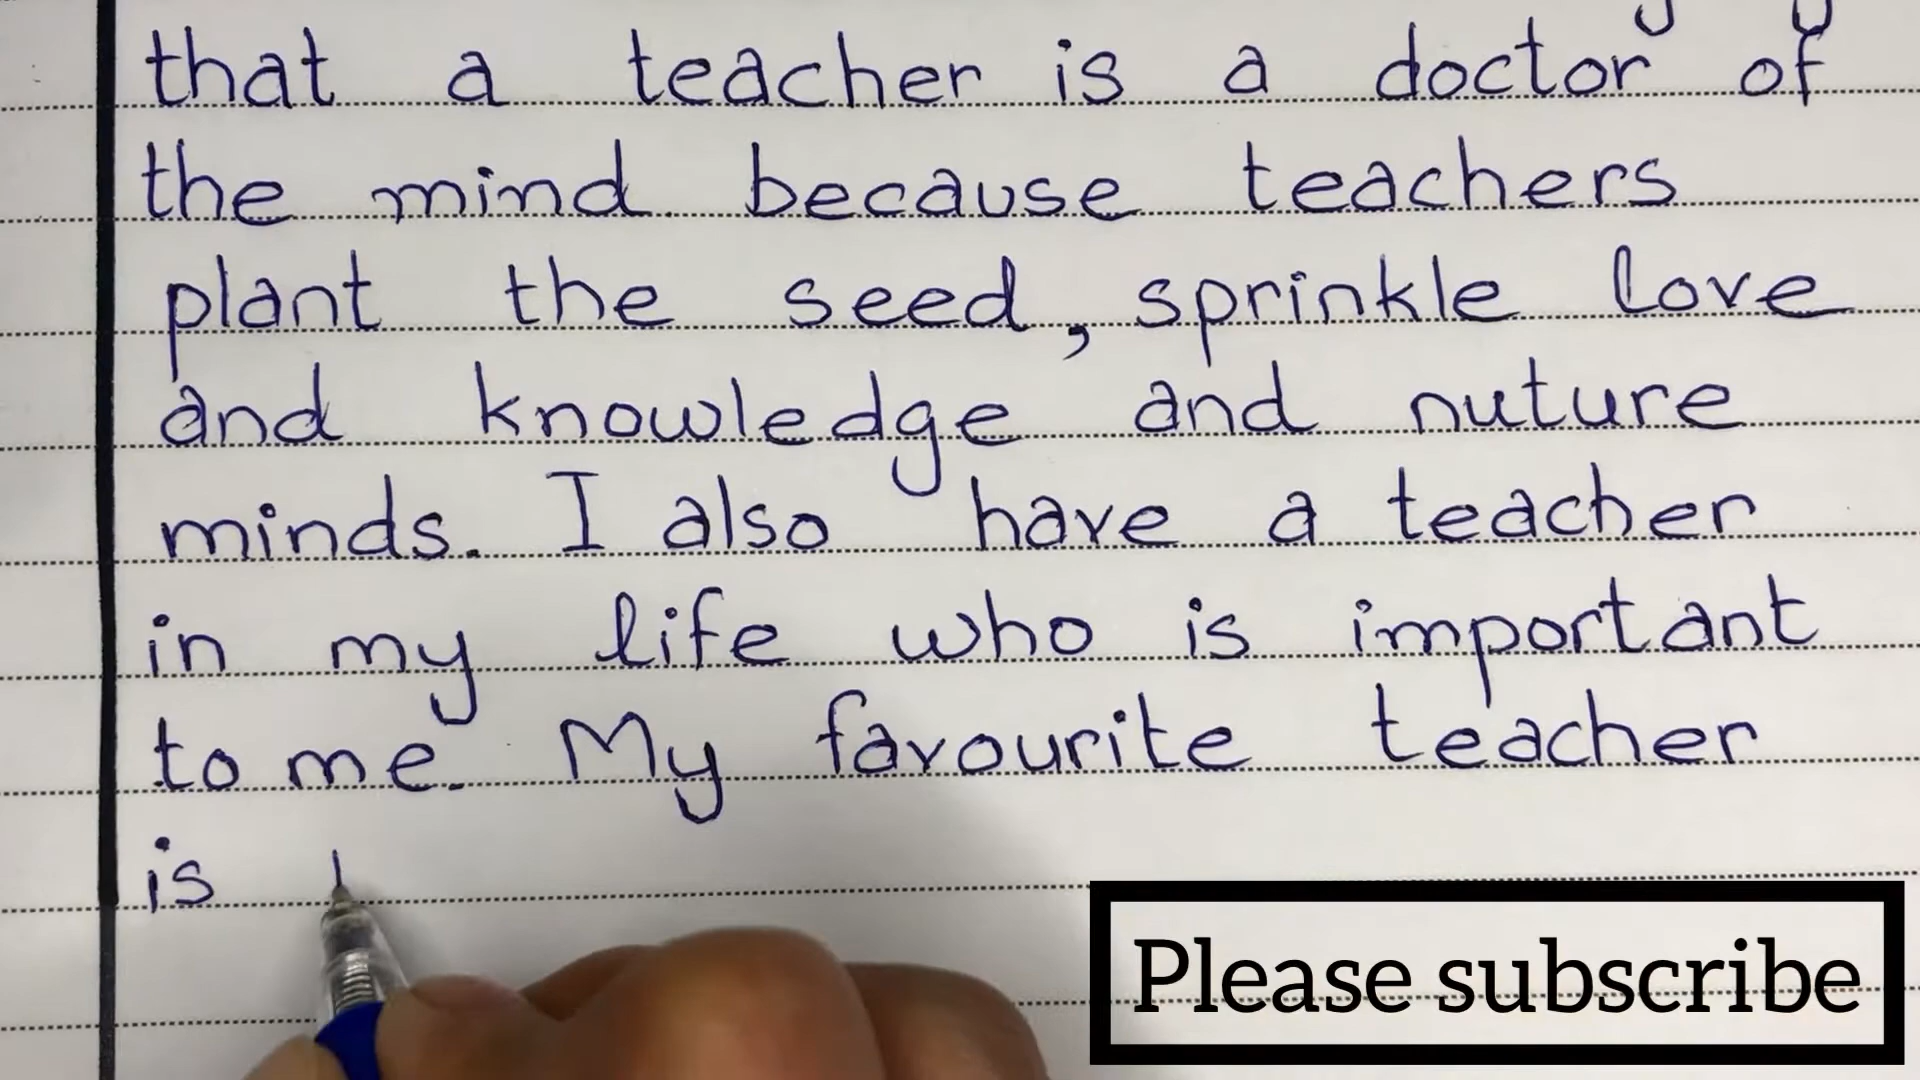 that a teacher is a doctor of
the mind because teachers
plant the seed, sprinkle love
and knowledge and nuture
minds. I also have a teacher
in my life who is important
to me. My favourite teacher
is
Please subscribe